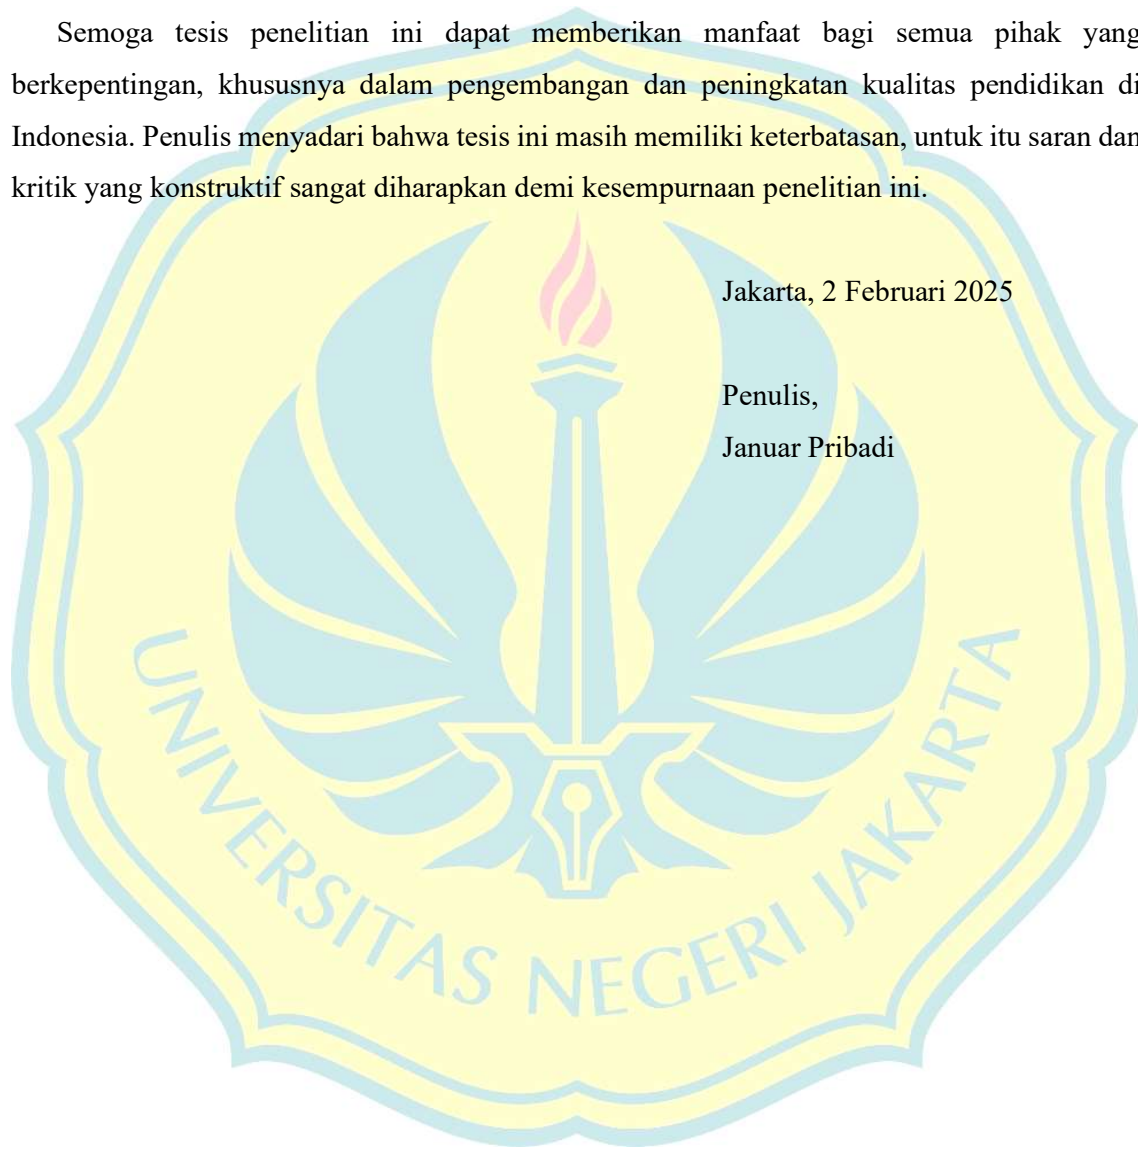 Semoga tesis penelitian ini dapat memberikan manfaat bagi semua pihak yang
berkepentingan, khususnya dalam pengembangan dan peningkatan kualitas pendidikan di
Indonesia. Penulis menyadari bahwa tesis ini masih memiliki keterbatasan, untuk itu saran dan
kritik yang konstruktif sangat diharapkan demi kesempurnaan penelitian ini.
Jakarta, 2 Februari 2025
Penulis,
Januar Pribadi
UNIVERSITAS NEGERI JAKARTA